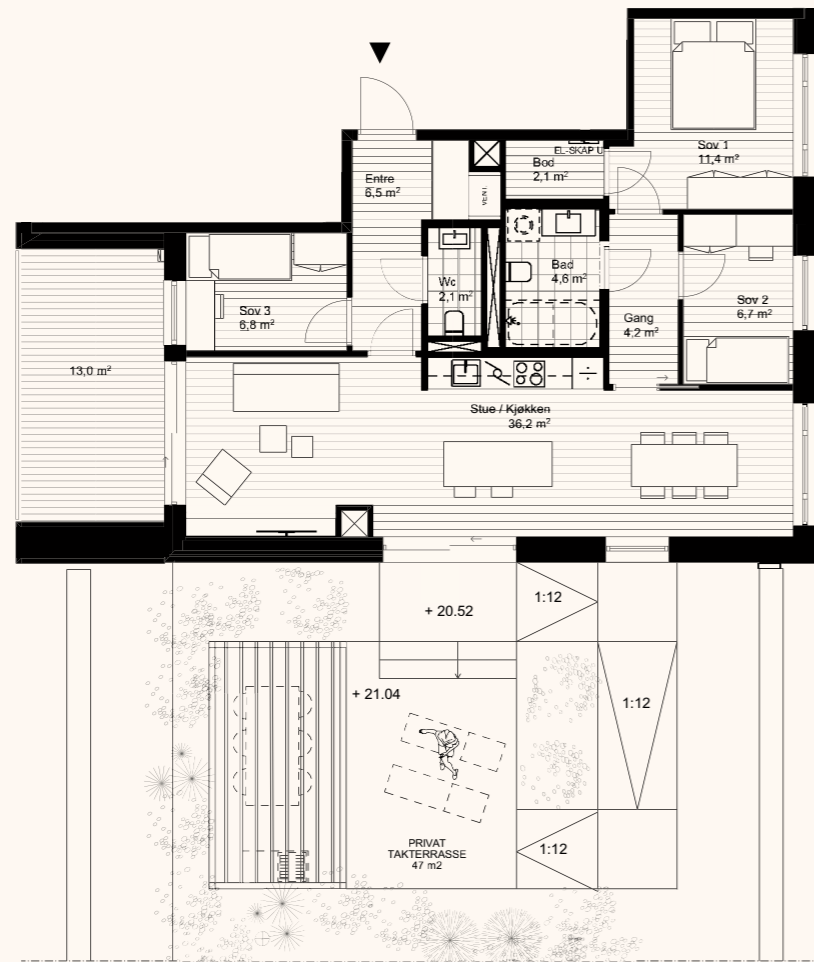 Sov 1
11,4 m²
EL-SKAP U
Bod
2,1 m²
Entre
6,5 m²
VENT.
Bad
4,6 m²
Wc
2,1 m²
Sov 3
6,8 m²
Gang
4,2 m²
Sov 2
6,7 m²
13,0 m²
Stue / Kjøkken
36,2 m²
1:12
+ 20.52
+ 21.04
1:12
PRIVAT
TAKTERRASSE
47 m2
1:12